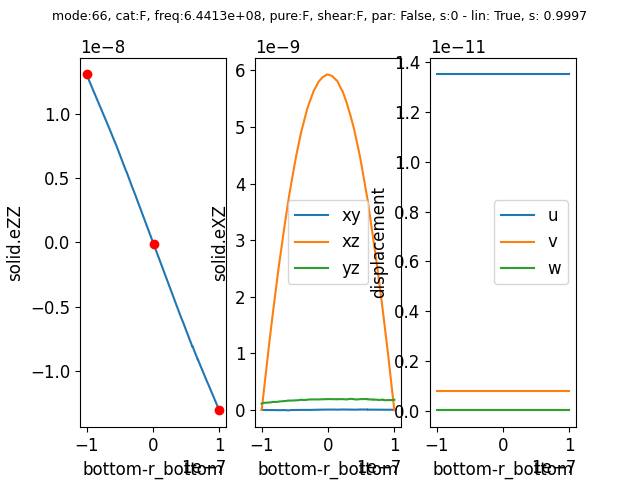 mode:66, cat:F, freq:6.4413e+08, pure:F, shear:F, par: False, s:0 - lin: True, s: 0.9997
1e−8
1e−9
1e−11
solid.eZZ
1.0
0.5
0.0
−0.5
−1.0
−1
0
1
1e−7
bottom-r_bottom
solid.eXZ
6
5
4
3
2
1
0
xy
xz
yz
−1
0
1
1e−7
bottom-r_bottom
displacement
1.4
1.2
1.0
0.8
0.6
0.4
0.2
0.0
u
v
w
−1
0
1
1e−7
bottom-r_bottom